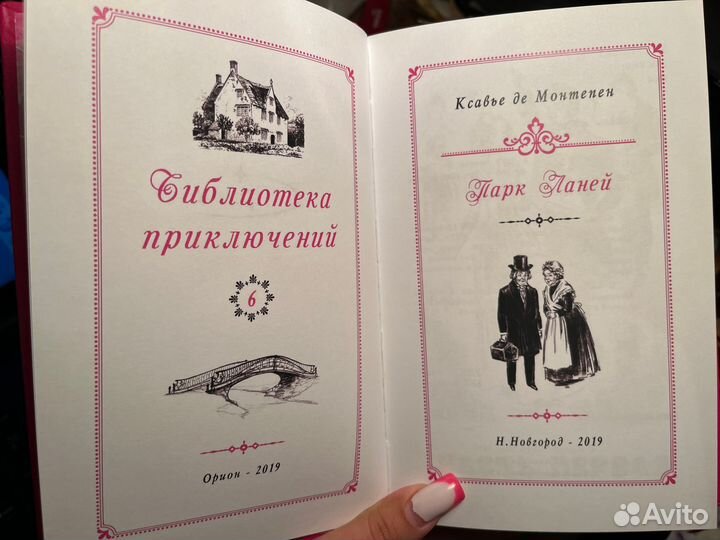 Библиотека
приключений
6
Орион - 2019
Ксавье де Монтепен
Парк Ланей
Н.Новгород - 2019
Avito